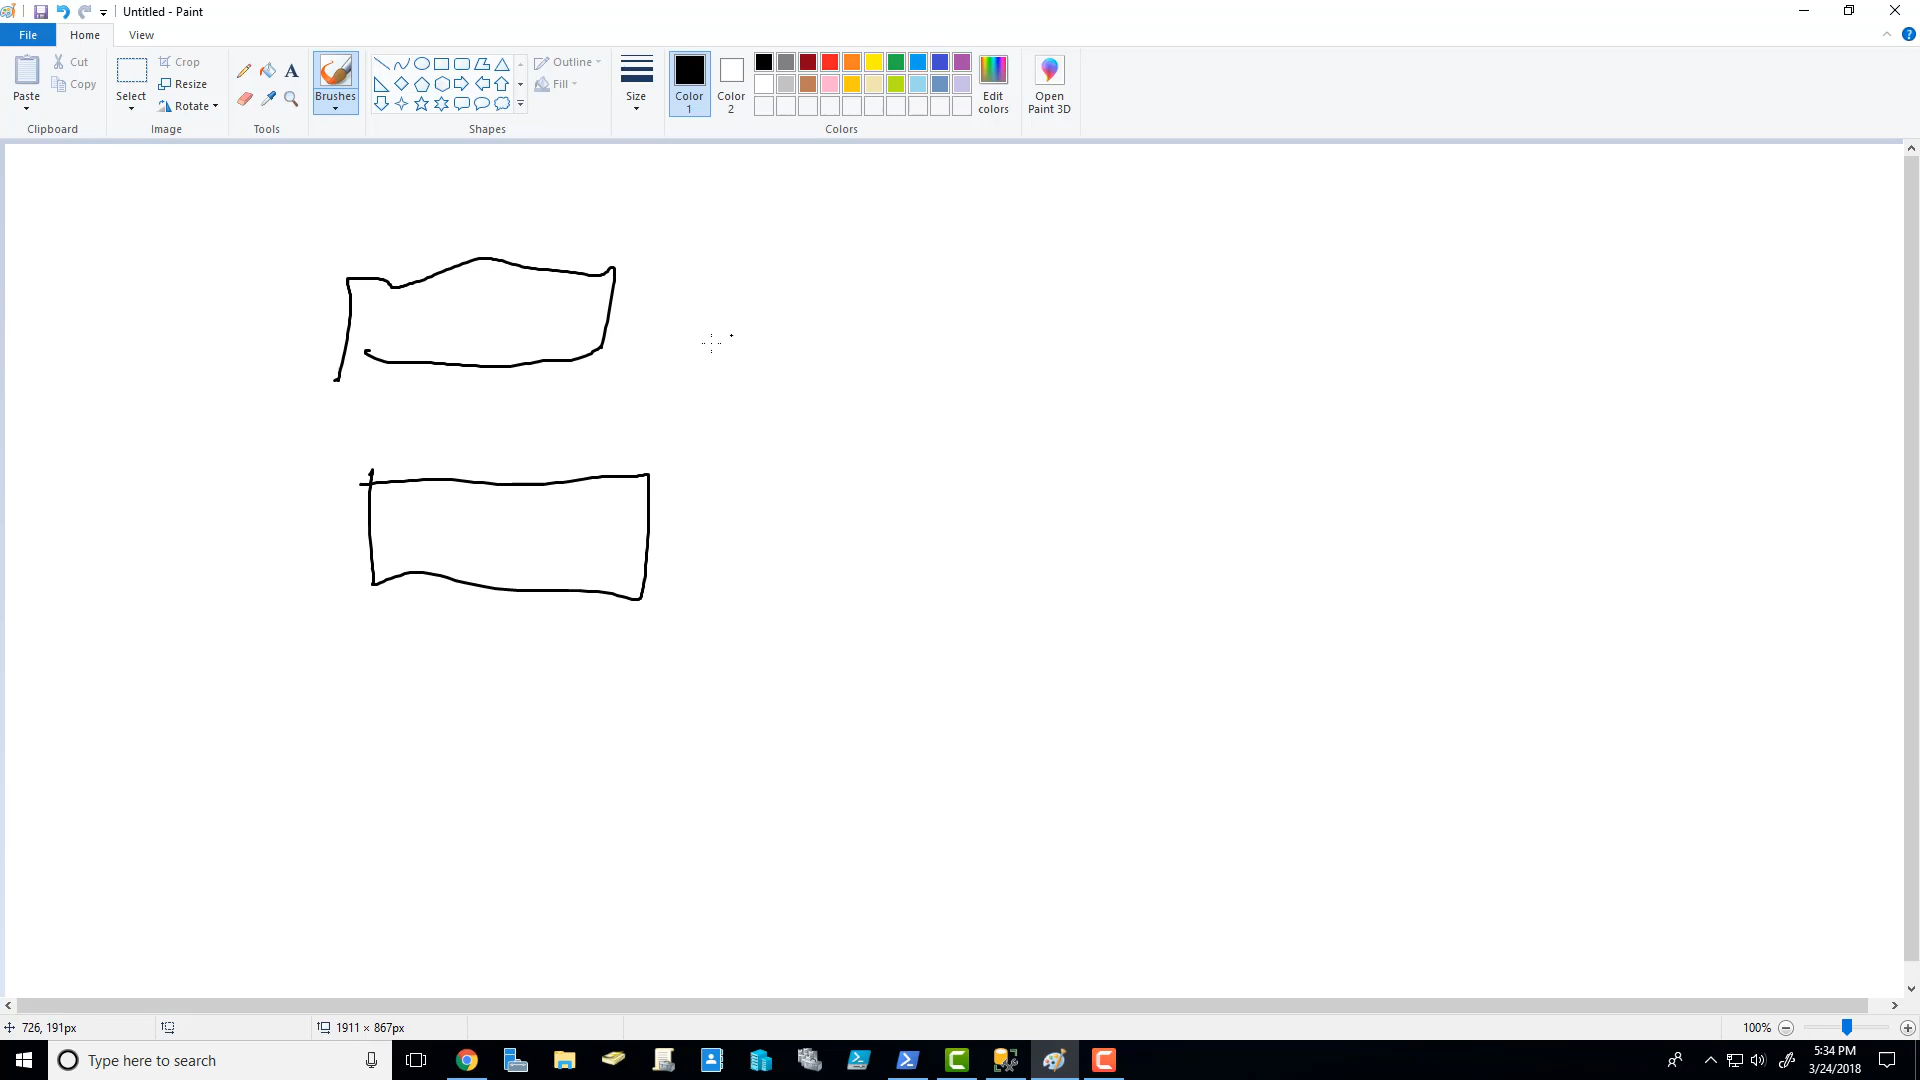 Untitled - Paint
File Home View
Paste
Cut
Copy
Clipboard
Select
Crop
Resize
Rotate
Image
A
Tools
Brushes
Outline
Fill
Shapes
Size
Color 1
Color 2
Edit colors
Colors
Open Paint 3D
726, 191px
1911 × 867px
100%
Type here to search
5:34 PM
3/24/2018